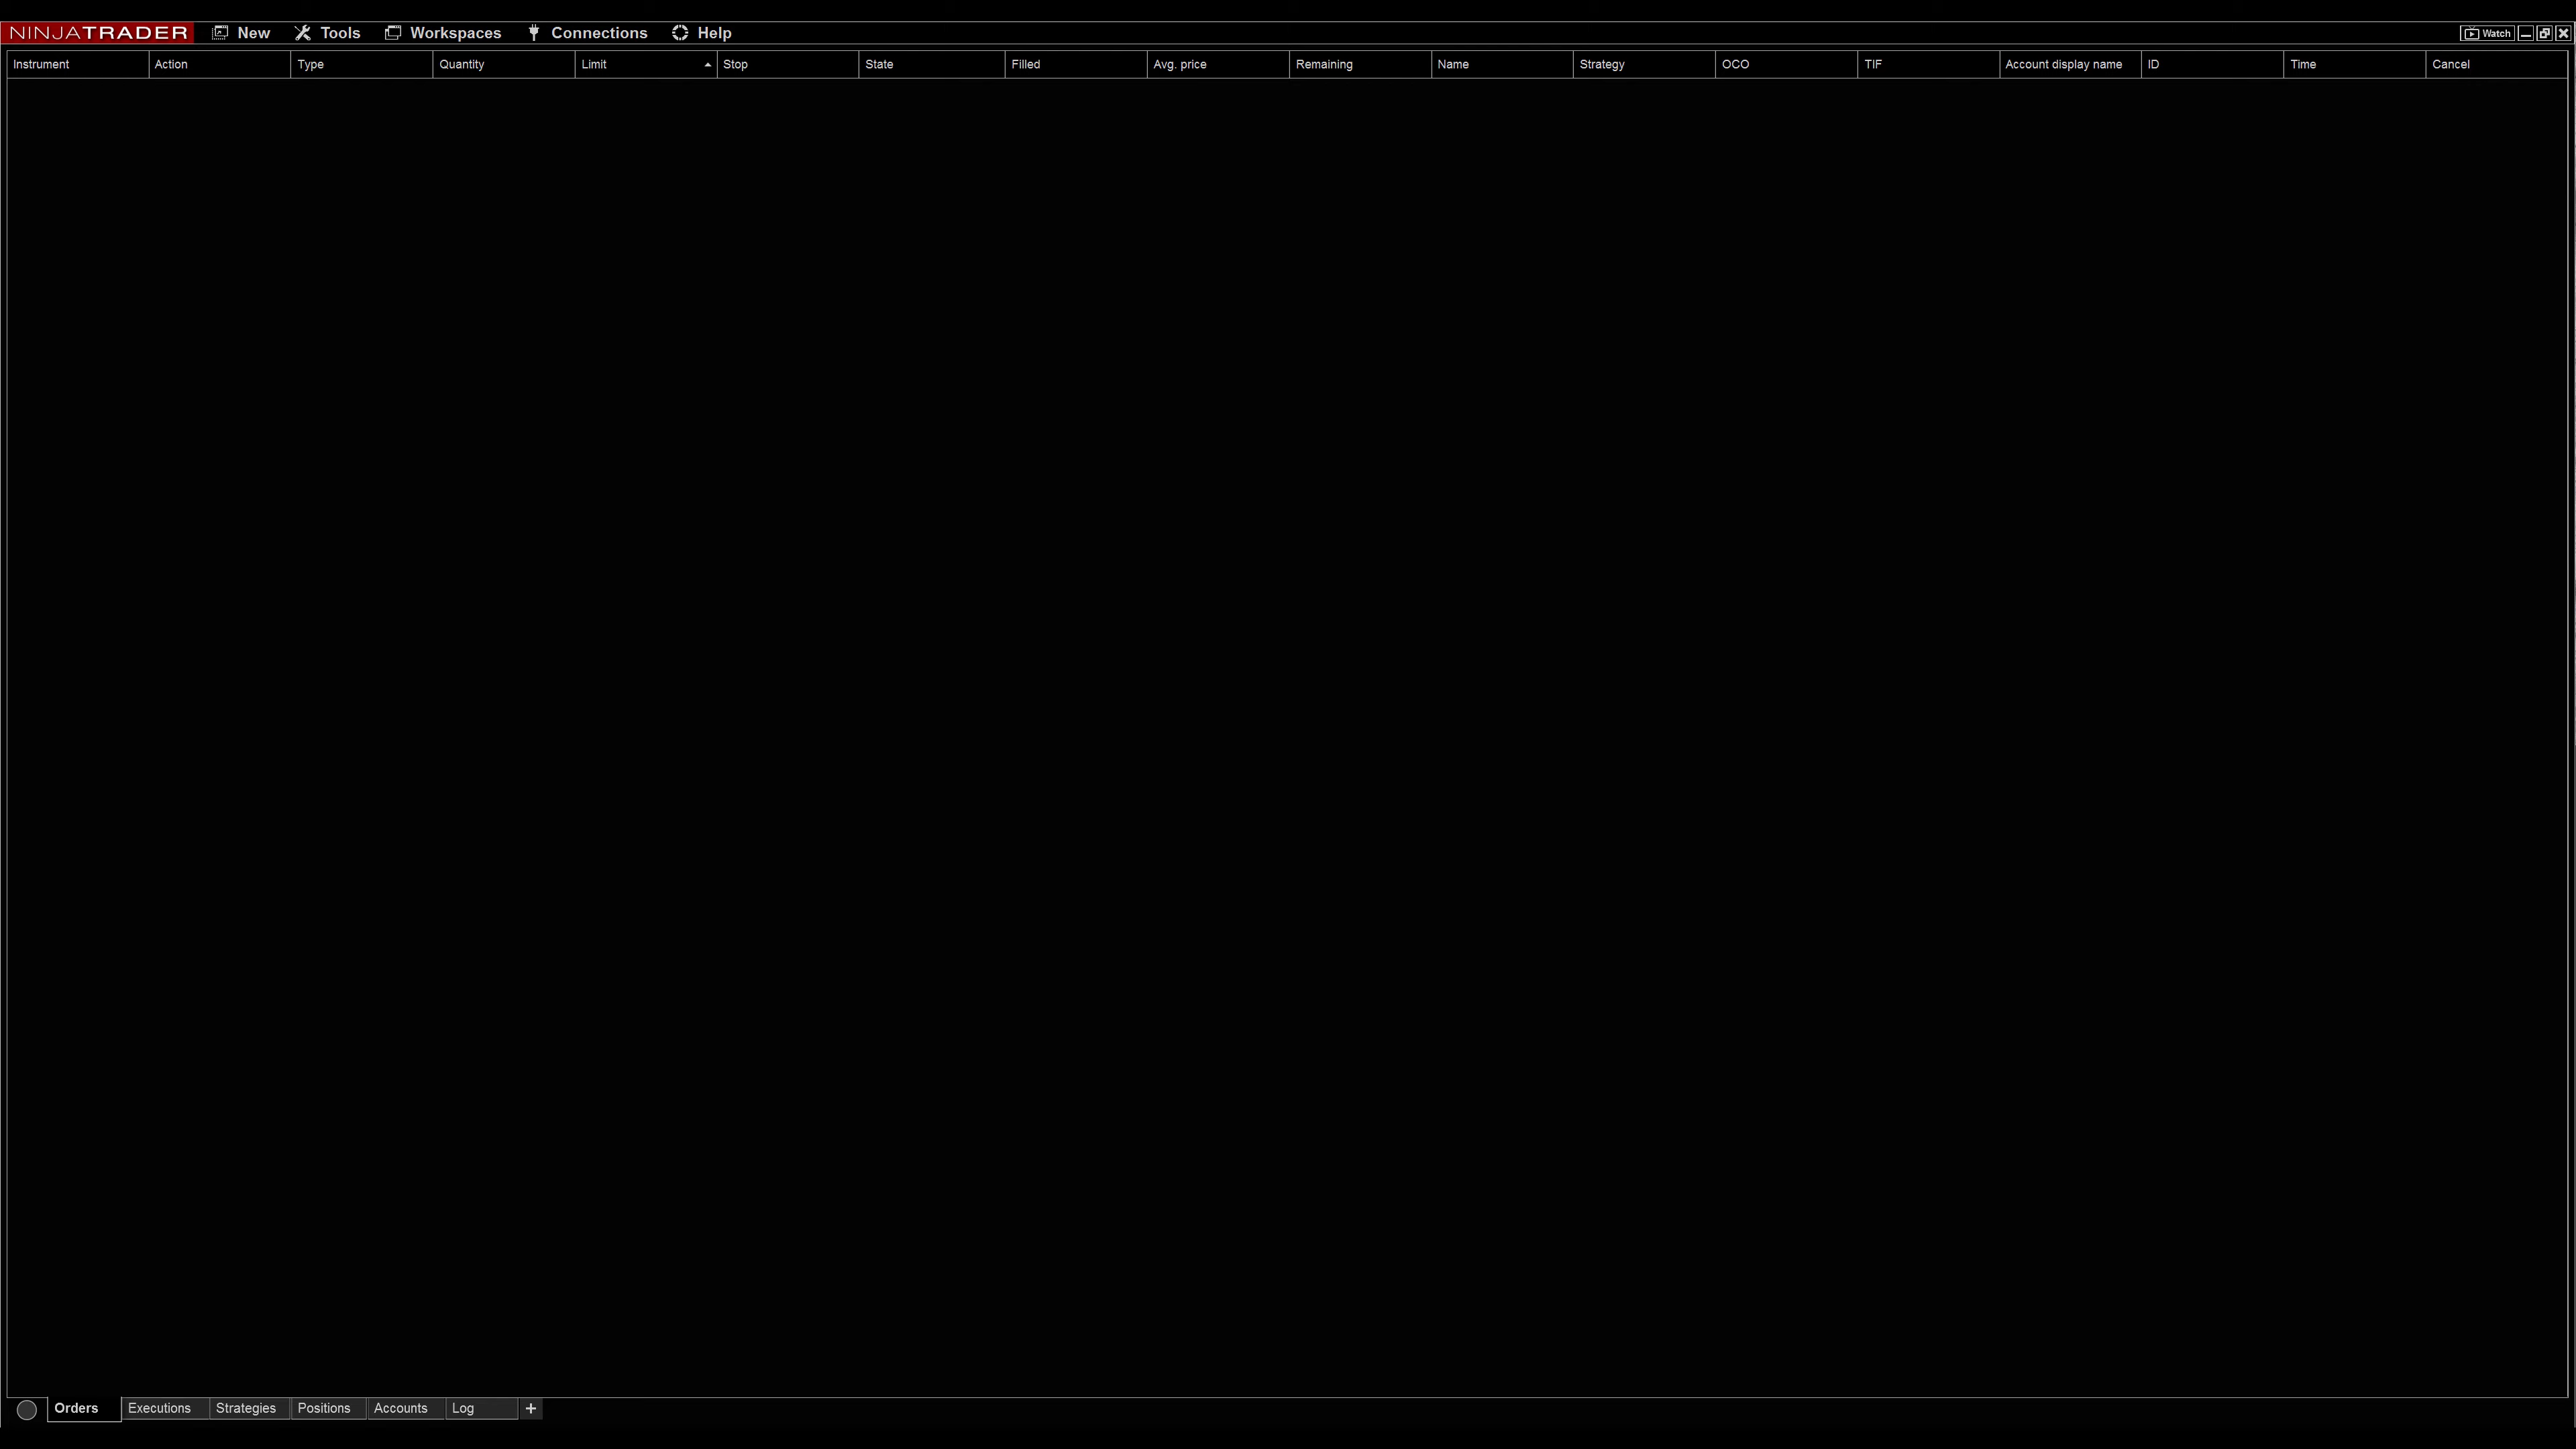 NINJATRADER New Tools Workspaces Connections Help Watch
Instrument Action Type Quantity Limit Stop State Filled Avg. price Remaining Name Strategy OCO TIF Account display name ID Time Cancel
Orders Executions Strategies Positions Accounts Log +